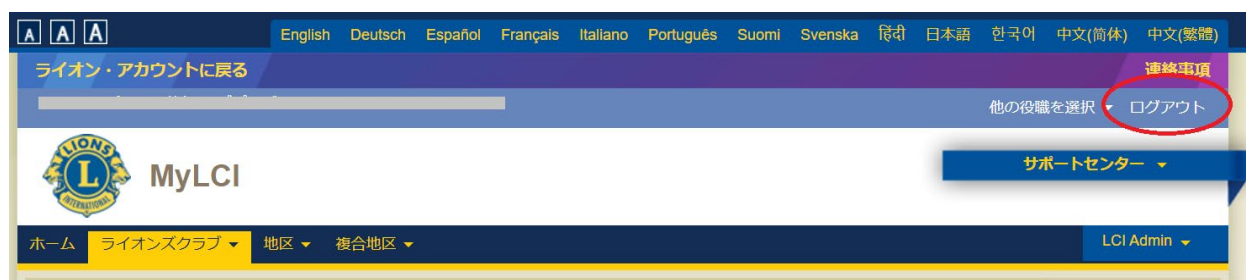 A A A English Deutsch Español Français Italiano Português Suomi Svenska हिंदी 日本語 한국어 中文(简体) 中文(繁體)
ライオン・アカウントに戻る 連絡事項
他の役職を選択 ログアウト
LIONS
L
INTERNATIONAL
MyLCI
サポートセンター
ホーム ライオンズクラブ 地区 複合地区 LCI Admin